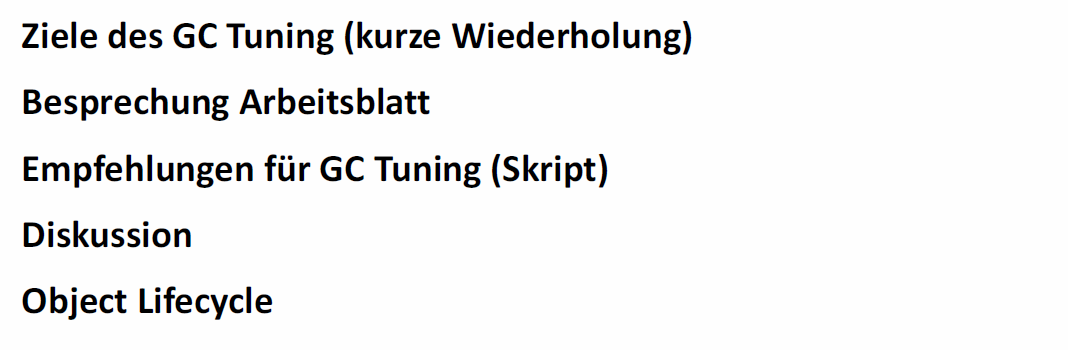 Ziele des GC Tuning (kurze Wiederholung)
Besprechung Arbeitsblatt
Empfehlungen für GC Tuning (Skript)
Diskussion
Object Lifecycle